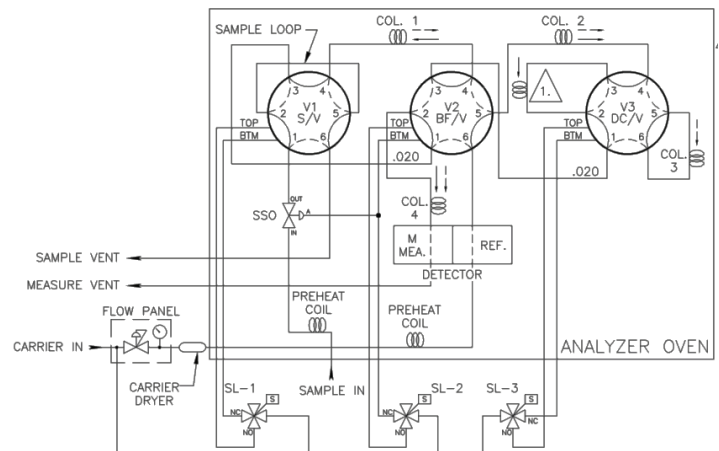 COL. 1
COL. 2
SAMPLE LOOP
3 4
V1
2 S/V 5
1 6
TOP
BTM
3 4
V2
2 BF/V 5
1 6
TOP
BTM
.020
1.
3 4
V3
2 DC/V 5
1 6
TOP
BTM
.020
COL.
3
OUT
SSO
A
IN
COL.
4
M
MEA.
REF.
DETECTOR
SAMPLE VENT
MEASURE VENT
PREHEAT
COIL
PREHEAT
COIL
FLOW PANEL
CARRIER IN
CARRIER
DRYER
SAMPLE IN
ANALYZER OVEN
SL-1
S
NC
NO
SL-2
S
NC
NO
SL-3
S
NC
NO